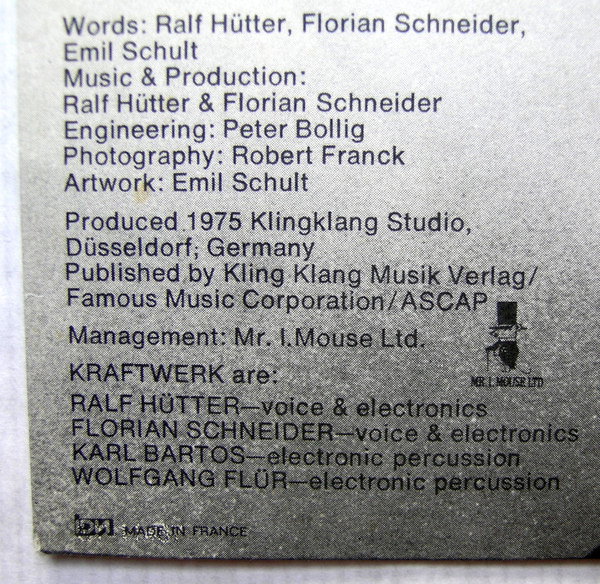 Words: Ralf Hütter, Florian Schneider,
Emil Schult
Music & Production:
Ralf Hütter & Florian Schneider
Engineering: Peter Bollig
Photography: Robert Franck
Artwork: Emil Schult
Produced 1975 Klingklang Studio,
Düsseldorf, Germany
Published by Kling Klang Musik Verlag/
Famous Music Corporation/ASCAP
Management: Mr. I.Mouse Ltd.
MR. I. MOUSE LTD
KRAFTWERK are:
RALF HÜTTER—voice & electronics
FLORIAN SCHNEIDER—voice & electronics
KARL BARTOS—electronic percussion
WOLFGANG FLÜR—electronic percussion
MADE IN FRANCE